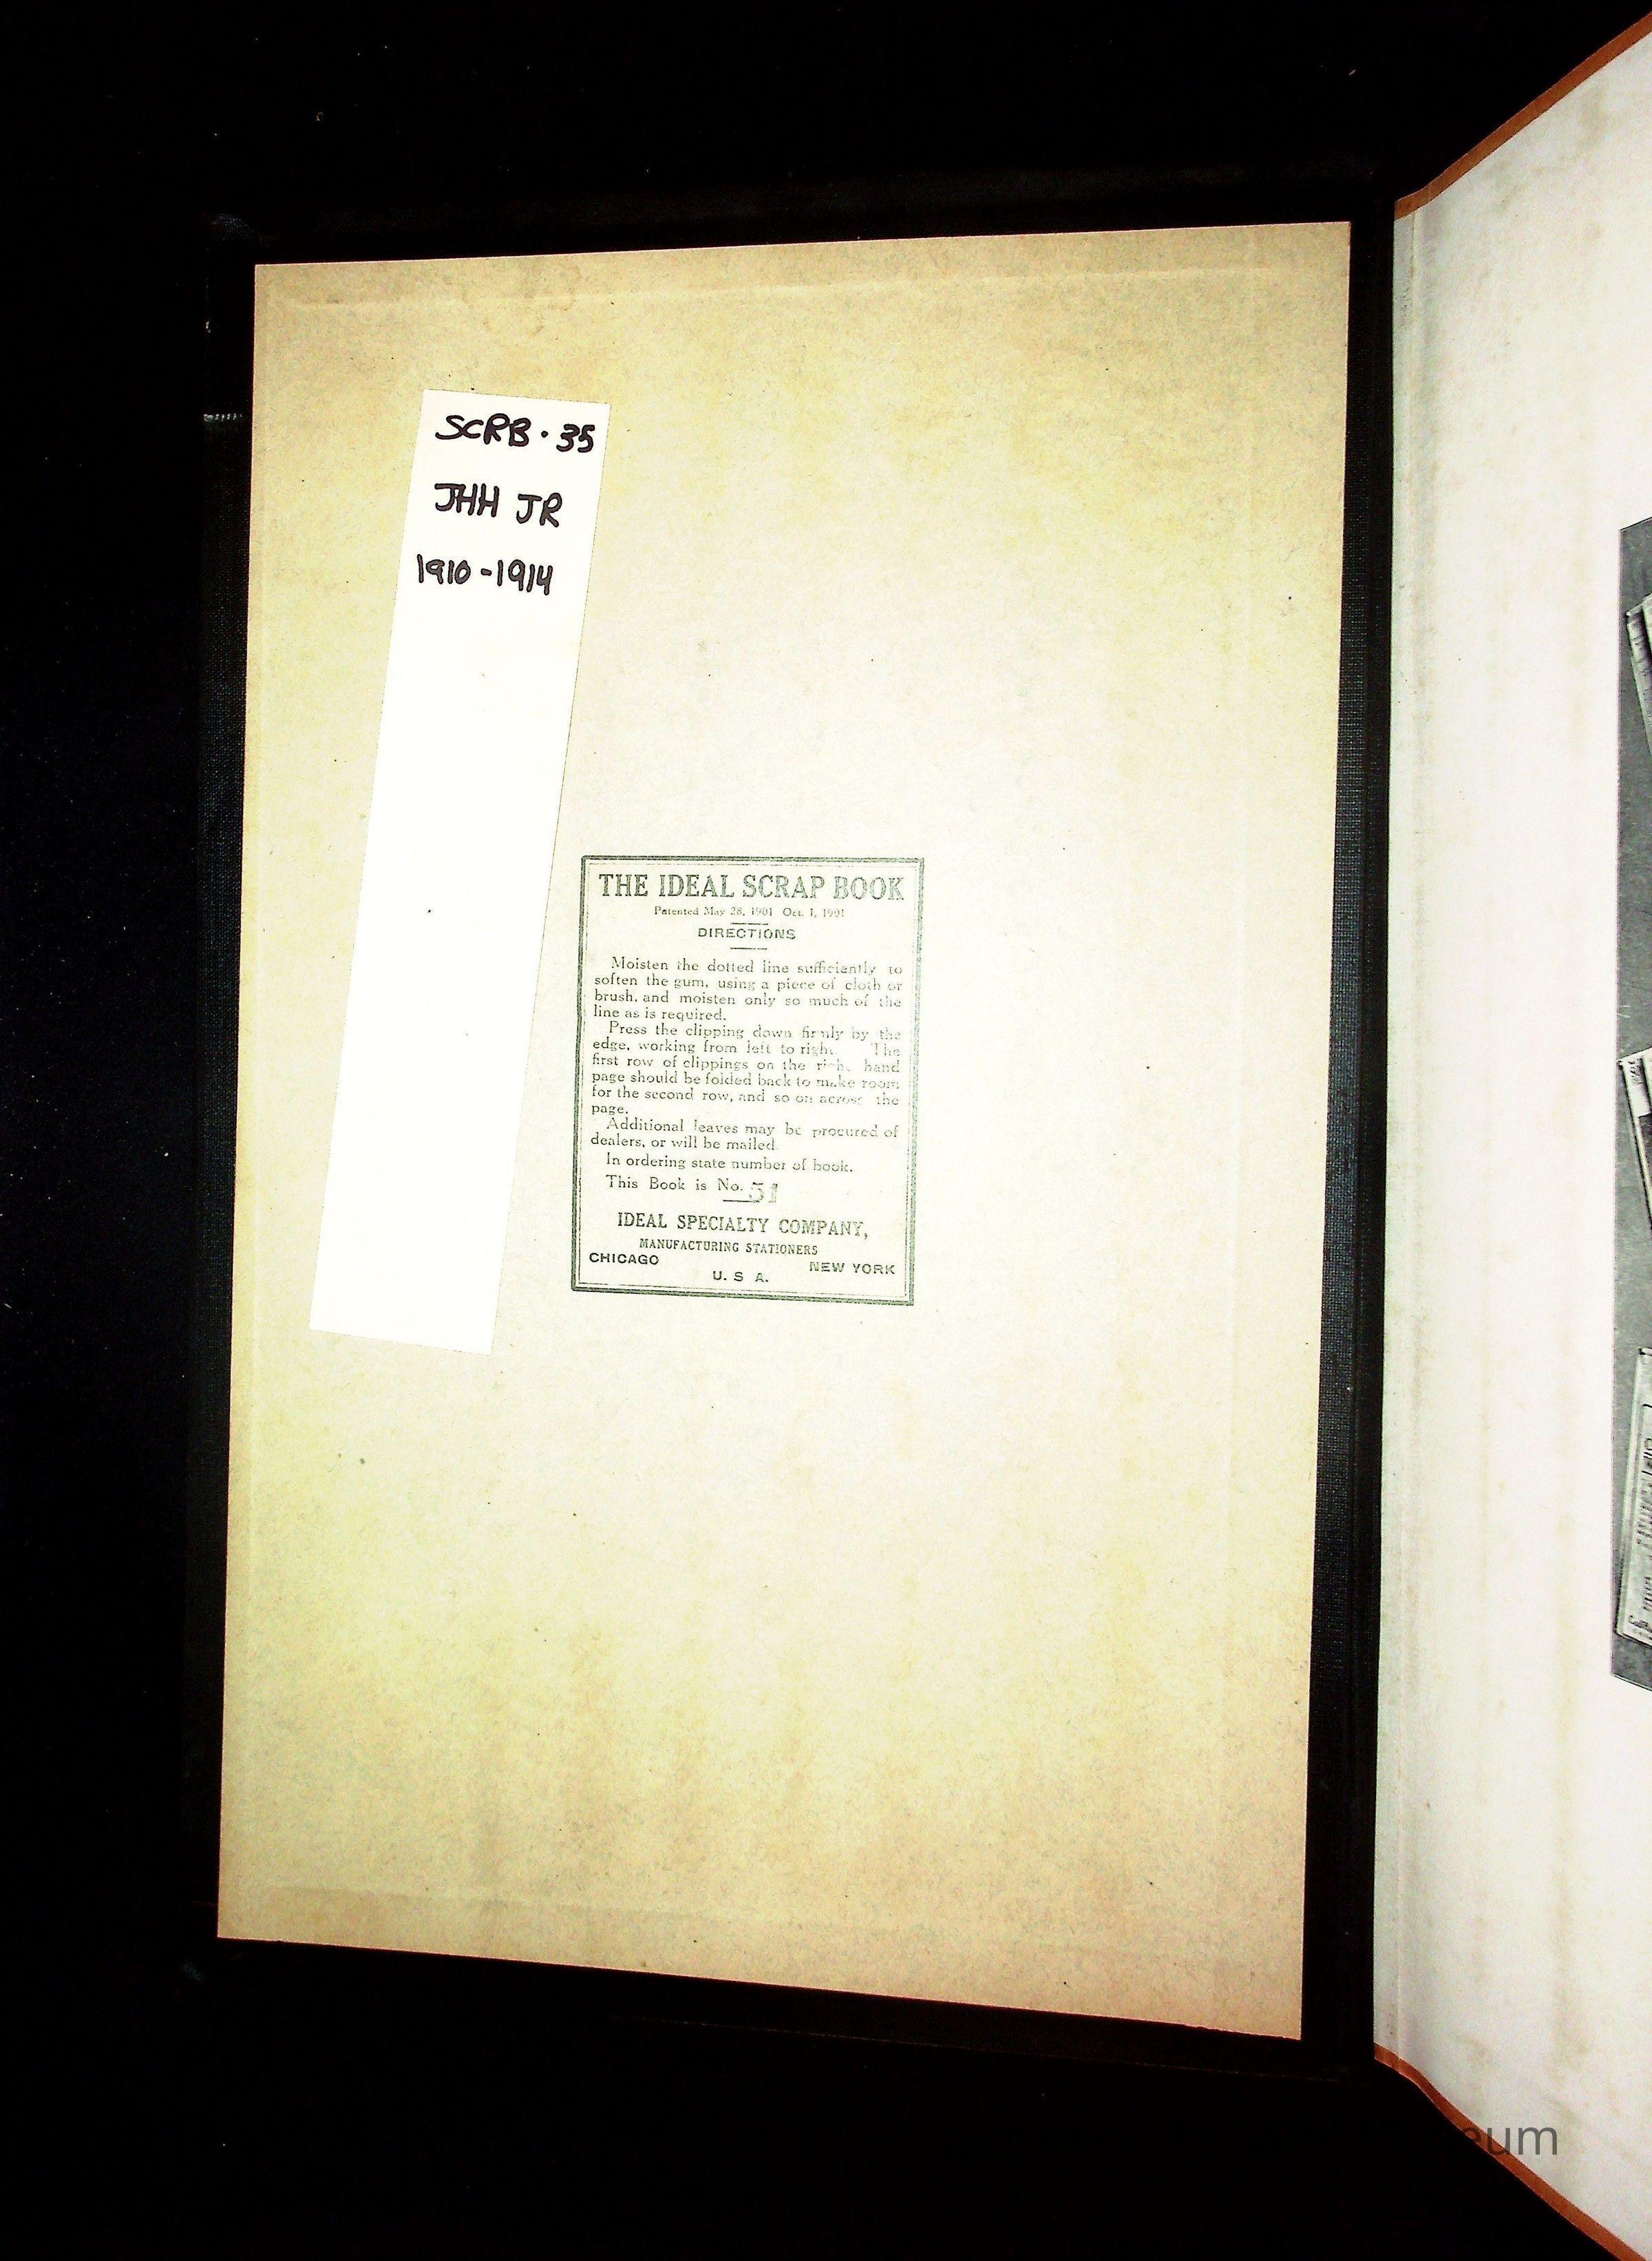 SCRB · 35
JHH JR
1910 - 1914
THE IDEAL SCRAP BOOK
Patented May 28, 1901 Oct. 1, 1901
DIRECTIONS
Moisten the dotted line sufficiently to
soften the gum, using a piece of cloth or
brush, and moisten only so much of the
line as is required.
Press the clipping down firmly by the
edge, working from left to right. The
first row of clippings on the right hand
page should be folded back to make room
for the second row, and so on across the
page.
Additional leaves may be procured of
dealers, or will be mailed.
In ordering state number of book.
This Book is No. 51
IDEAL SPECIALTY COMPANY,
MANUFACTURING STATIONERS
CHICAGO NEW YORK
U. S A.
eum